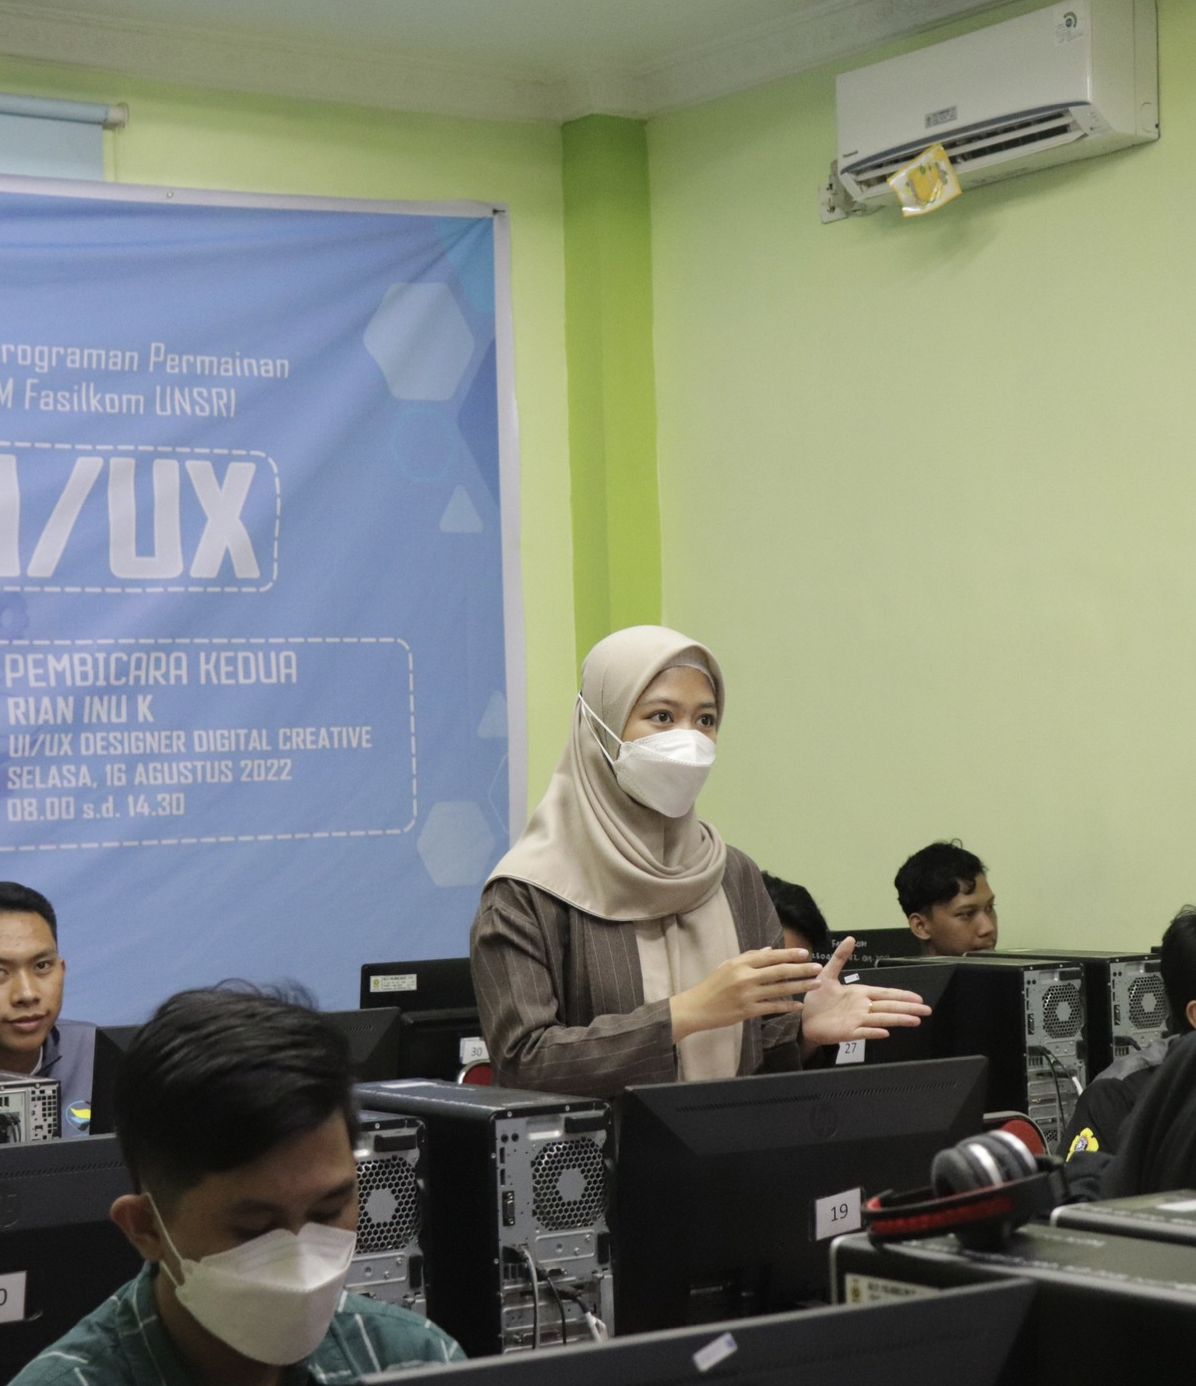 rograman Permainan
M Fasilkom UNSRI
I/UX
PEMBICARA KEDUA
RIAN INU K
UI/UX DESIGNER DIGITAL CREATIVE
SELASA, 16 AGUSTUS 2022
08.00 s.d. 14.30
30
27
19
0